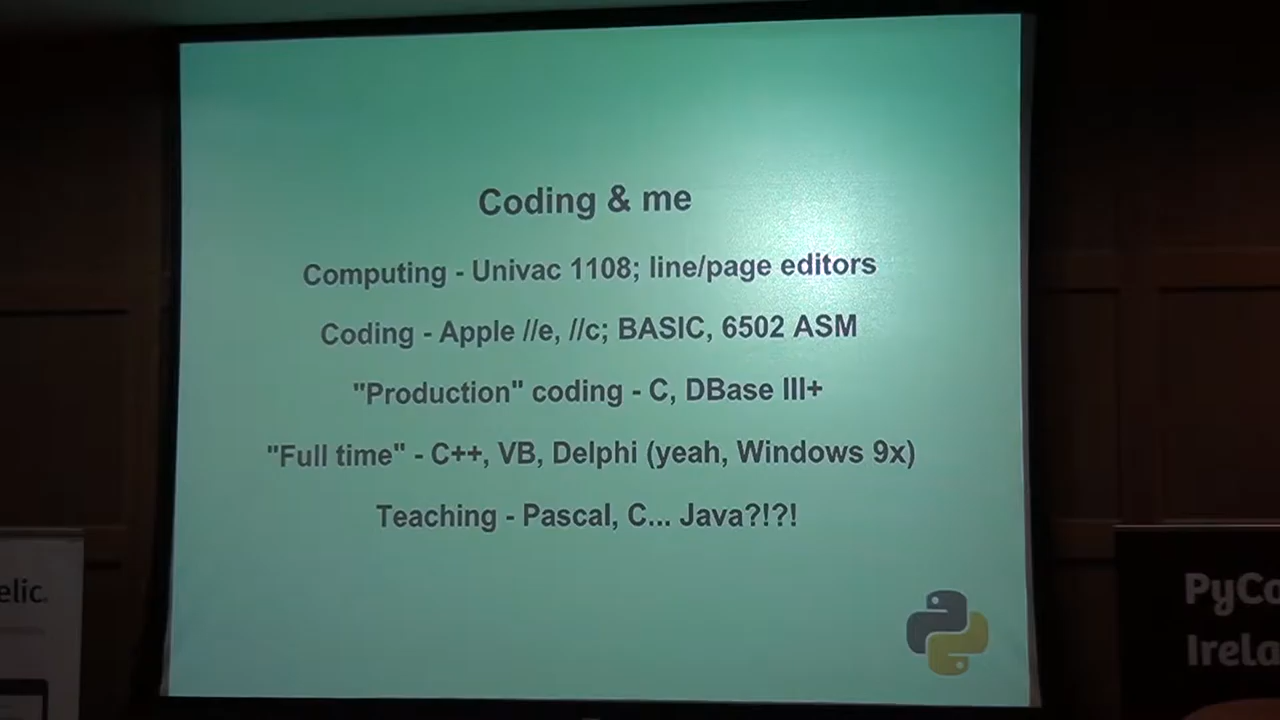 Coding & me
Computing - Univac 1108; line/page editors
Coding - Apple //e, //c; BASIC, 6502 ASM
"Production" coding - C, DBase III+
"Full time" - C++, VB, Delphi (yeah, Windows 9x)
Teaching - Pascal, C... Java?!?!
elic.
PyCo
Irela